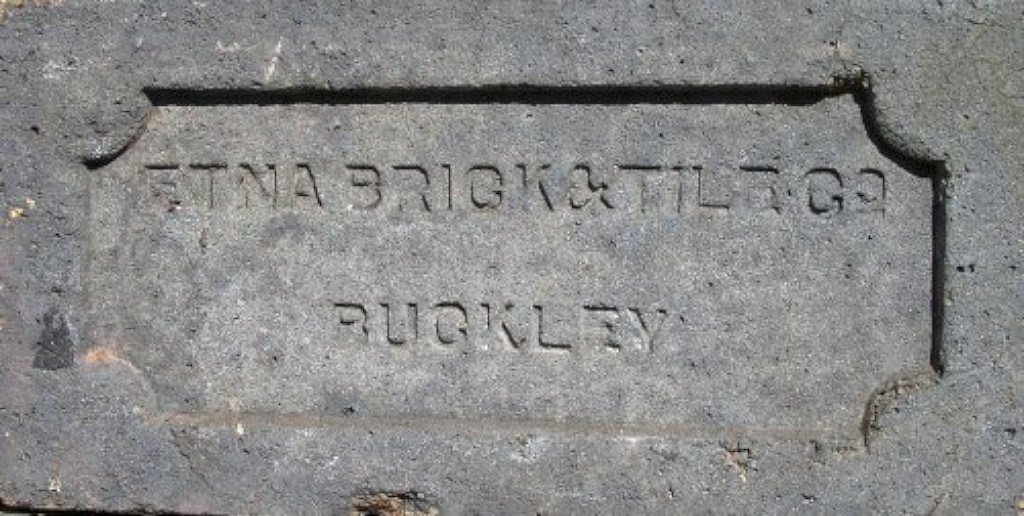 ETNA BRICK & TILE Co
BUCKLEY